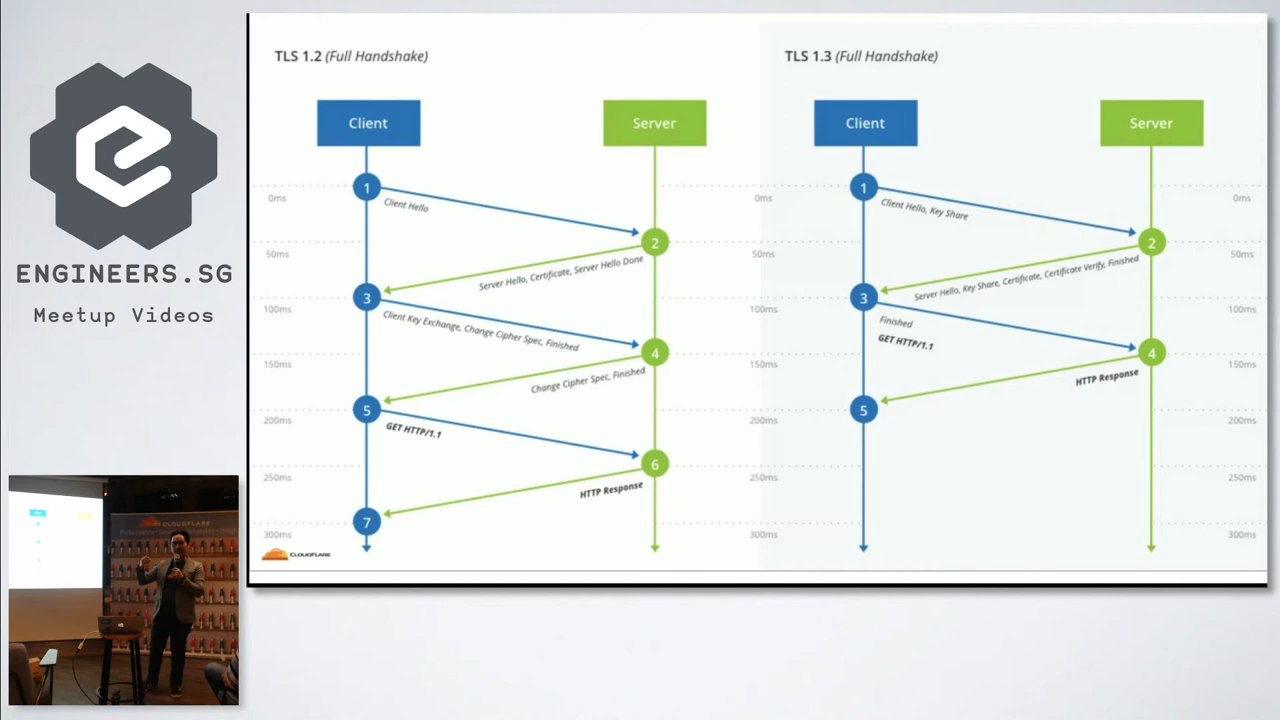 ENGINEERS.SG
Meetup Videos
TLS 1.2 (Full Handshake)
Client
Server
1
Client Hello
2
Server Hello, Certificate, Server Hello Done
3
Client Key Exchange, Change Cipher Spec, Finished
4
Change Cipher Spec, Finished
5
GET HTTP/1.1
6
HTTP Response
7
0ms
50ms
100ms
150ms
200ms
250ms
300ms
CLOUDFLARE
0ms
50ms
100ms
150ms
200ms
250ms
300ms
TLS 1.3 (Full Handshake)
Client
Server
1
Client Hello, Key Share
2
Server Hello, Key Share, Certificate, Certificate Verify, Finished
3
Finished
GET HTTP/1.1
4
HTTP Response
5
0ms
50ms
100ms
150ms
200ms
250ms
300ms
CLOUDFLARE